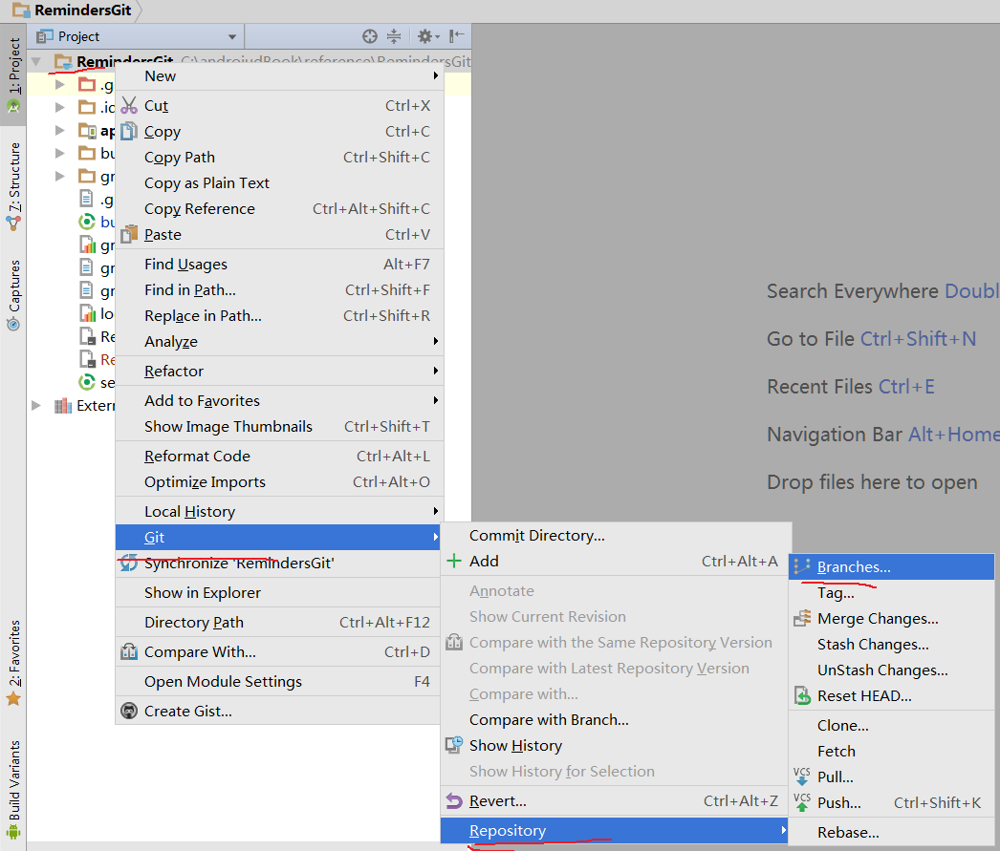 RemindersGit
Project
RemindersGit C:\androiudBook\reference\RemindersGit
1: Project
7: Structure
Captures
2: Favorites
Build Variants
.g
.id
ap
bu
gr
.g
bu
gr
gr
gr
lo
Re
Re
se
Extern
New
Cut Ctrl+X
Copy Ctrl+C
Copy Path Ctrl+Shift+C
Copy as Plain Text
Copy Reference Ctrl+Alt+Shift+C
Paste Ctrl+V
Find Usages Alt+F7
Find in Path... Ctrl+Shift+F
Replace in Path... Ctrl+Shift+R
Analyze
Refactor
Add to Favorites
Show Image Thumbnails Ctrl+Shift+T
Reformat Code Ctrl+Alt+L
Optimize Imports Ctrl+Alt+O
Local History
Git
Synchronize 'RemindersGit'
Show in Explorer
Directory Path Ctrl+Alt+F12
Compare With... Ctrl+D
Open Module Settings F4
Create Gist...
Commit Directory...
Add Ctrl+Alt+A
Annotate
Show Current Revision
Compare with the Same Repository Version
Compare with Latest Repository Version
Compare with...
Compare with Branch...
Show History
Show History for Selection
Revert... Ctrl+Alt+Z
Repository
Branches...
Tag...
Merge Changes...
Stash Changes...
UnStash Changes...
Reset HEAD...
Clone...
Fetch
VCS Pull...
VCS Push... Ctrl+Shift+K
Rebase...
Search Everywhere Doubl
Go to File Ctrl+Shift+N
Recent Files Ctrl+E
Navigation Bar Alt+Home
Drop files here to open